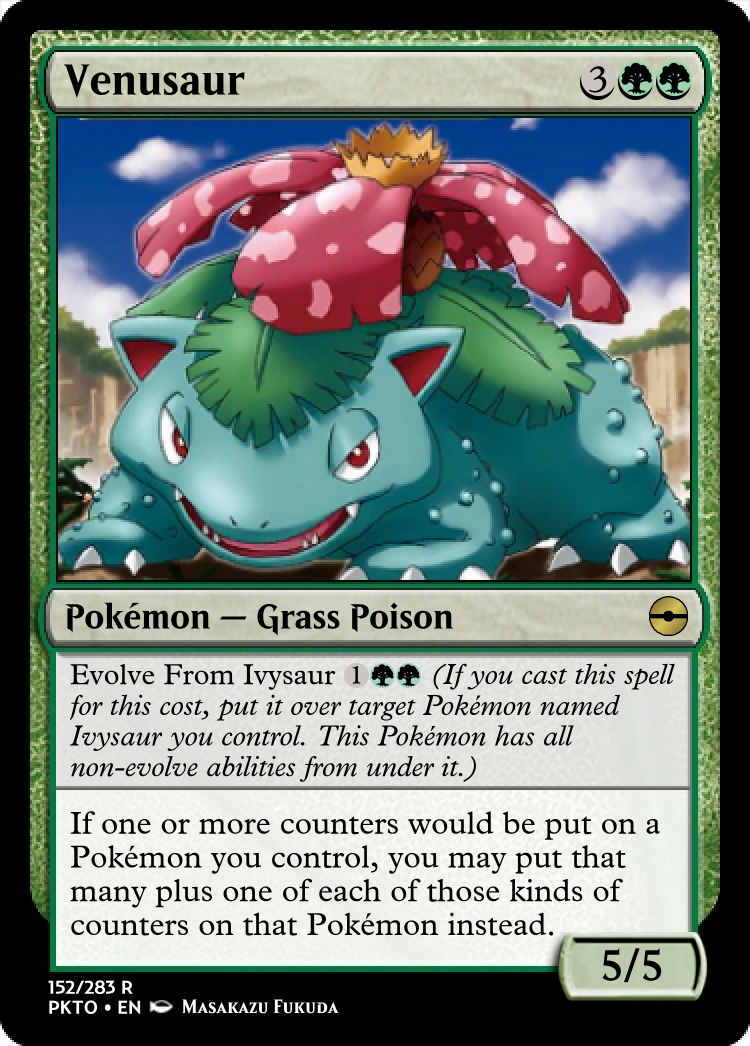 Venusaur 3
Pokémon — Grass Poison
Evolve From Ivysaur 1 (If you cast this spell
for this cost, put it over target Pokémon named
Ivysaur you control. This Pokémon has all
non-evolve abilities from under it.)
If one or more counters would be put on a
Pokémon you control, you may put that
many plus one of each of those kinds of
counters on that Pokémon instead.
5/5
152/283 R
PKTO • EN Masakazu Fukuda